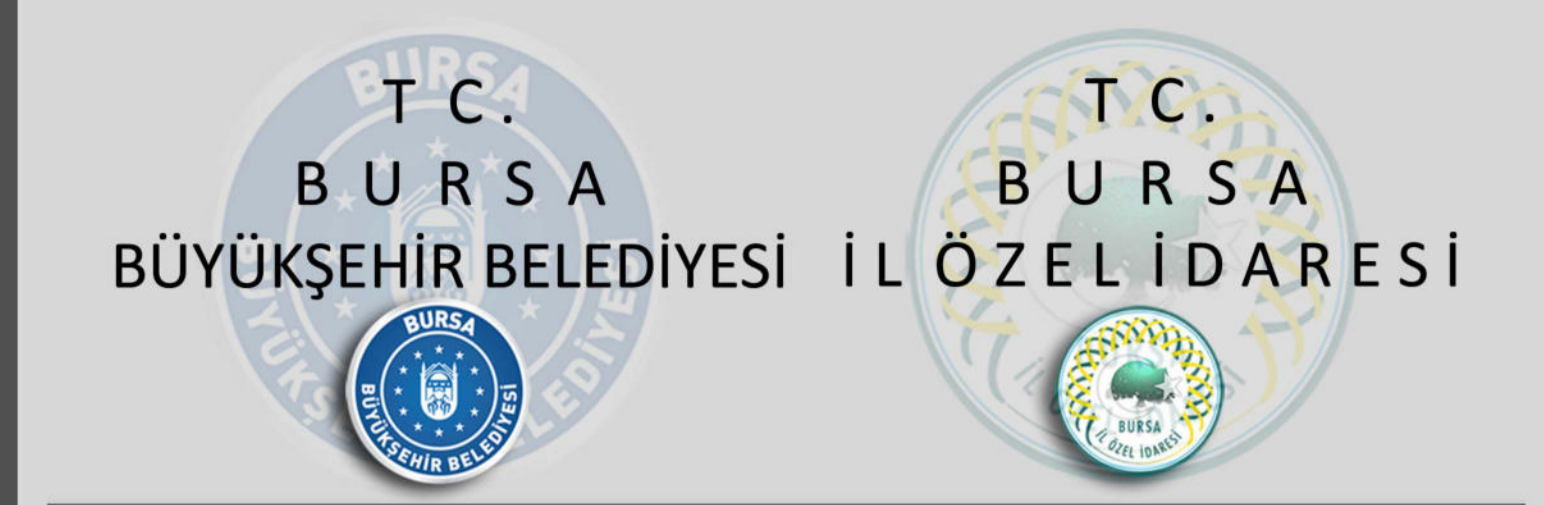 T C.
B U R S A
BÜYÜKŞEHİR BELEDİYESİ
BURSA
BÜYÜKŞEHİR BELEDİYESİ
T C.
B U R S A
İ L Ö Z E L İ D A R E S İ
BURSA
İL ÖZEL İDARESİ